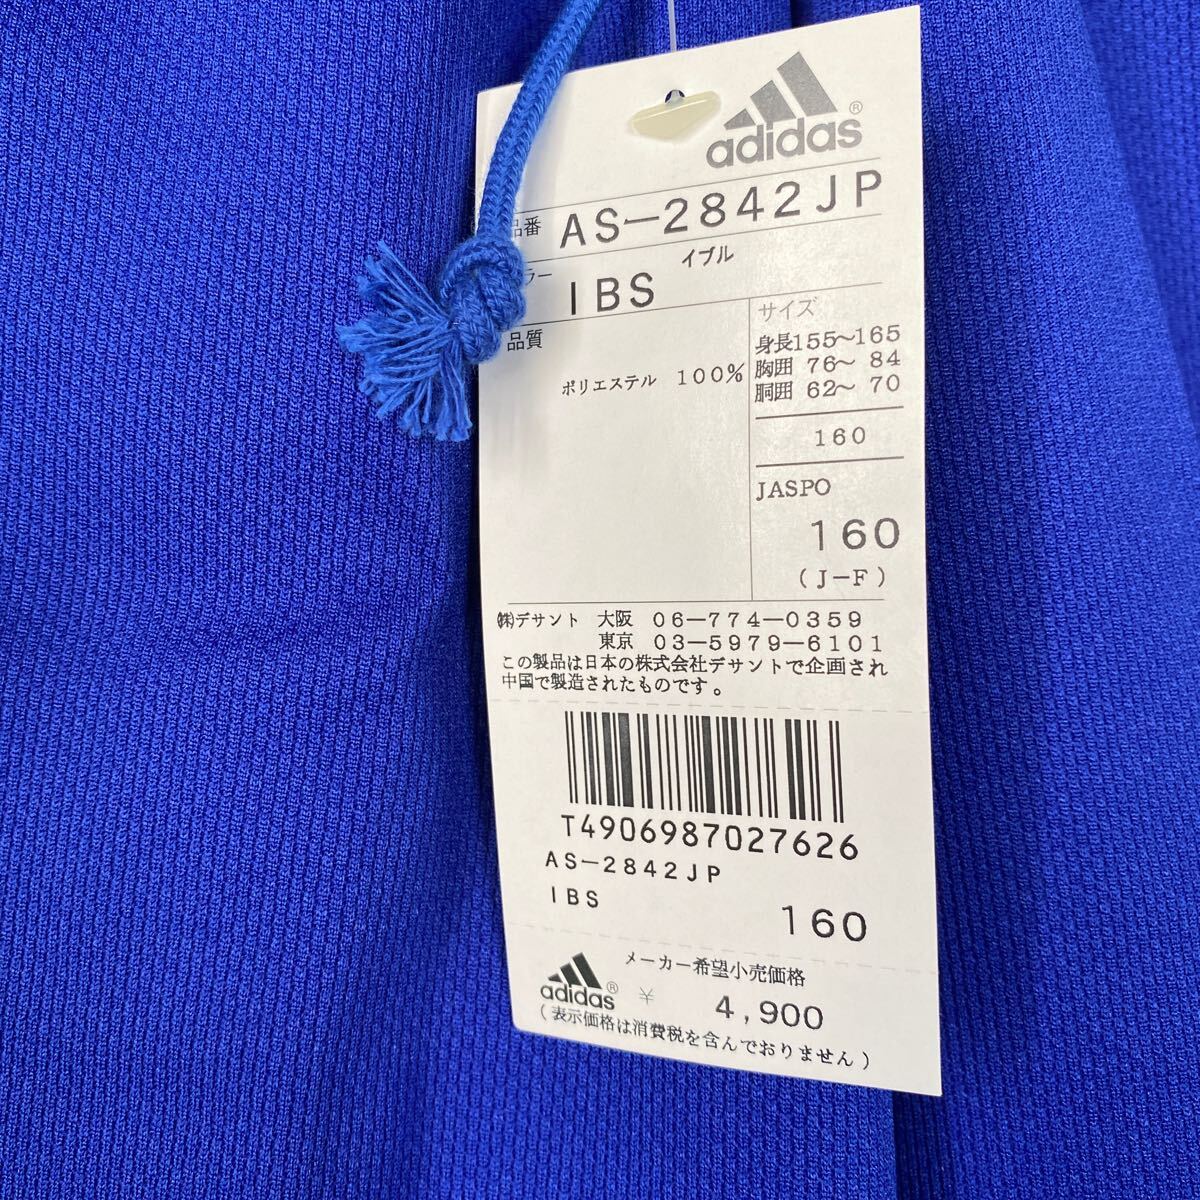 adidas®
品番 AS−2842JP
ラー IBS イブル
品質
ポリエステル 100%
サイズ
身長155〜165
胸囲 76〜 84
胴囲 62〜 70
160
JASPO
160
(J−F)
㈱デサント 大阪 06−774−0359
東京 03−5979−6101
この製品は日本の株式会社デサントで企画され
中国で製造されたものです。
T4906987027626
AS−2842JP
IBS
160
adidas®
メーカー希望小売価格
¥ 4,900
(表示価格は消費税を含んでおりません)